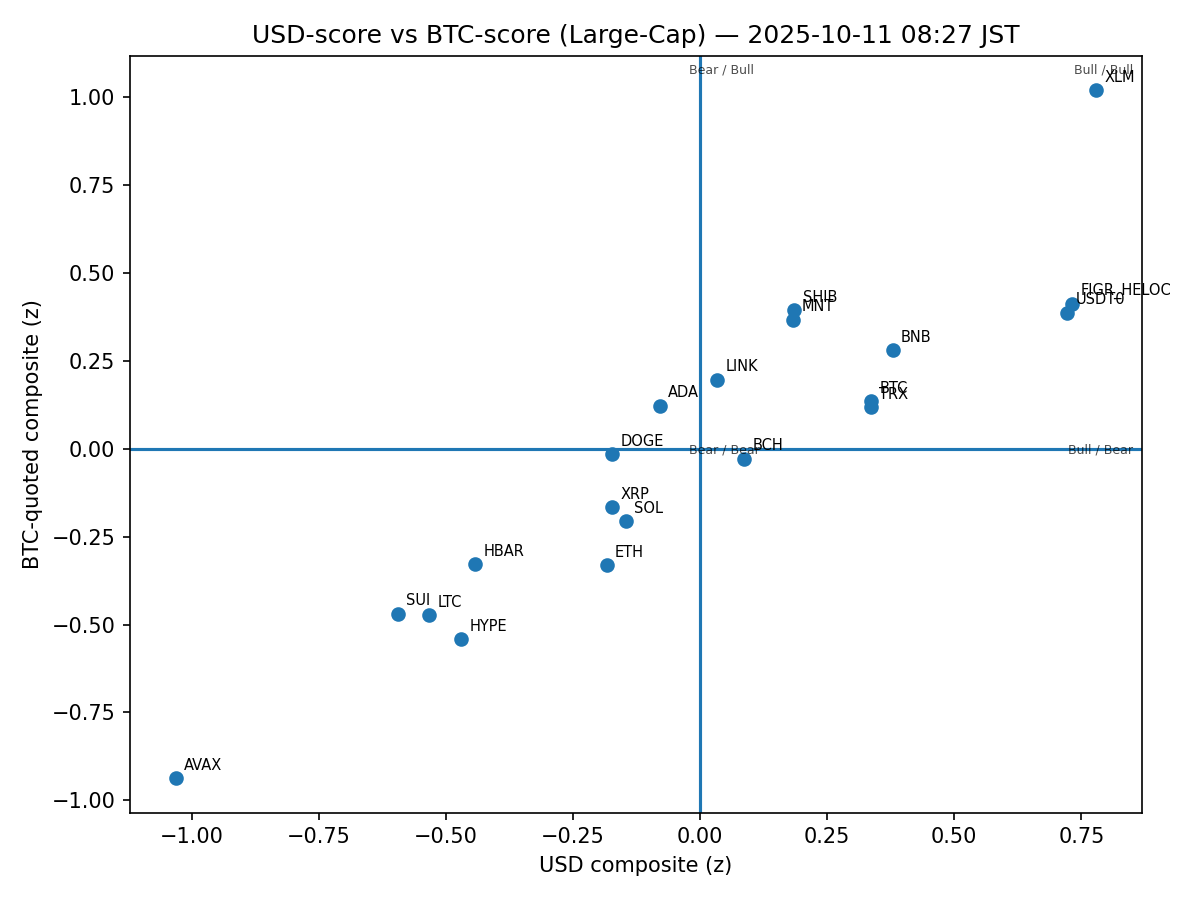 USD-score vs BTC-score (Large-Cap) — 2025-10-11 08:27 JST
Bear / Bull
Bull / Bull
XLM
1.00
0.75
0.50
0.25
0.00
−0.25
−0.50
−0.75
−1.00
BTC-quoted composite (z)
FIGR_HELOC
USDT0
SHIB
MNT
BNB
LINK
BTC
TRX
ADA
DOGE
Bear / Bear
BCH
Bull / Bear
XRP
SOL
ETH
HBAR
SUI
LTC
HYPE
AVAX
−1.00
−0.75
−0.50
−0.25
0.00
0.25
0.50
0.75
USD composite (z)